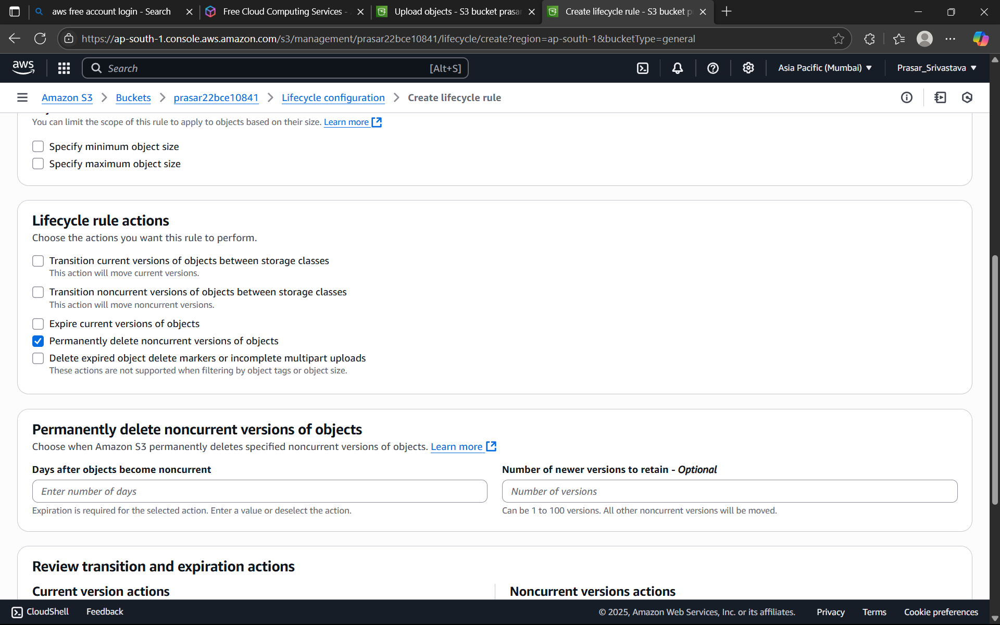 aws free account login - Search
Free Cloud Computing Services -
Upload objects - S3 bucket prasar
Create lifecycle rule - S3 bucket p
https://ap-south-1.console.aws.amazon.com/s3/management/prasar22bce10841/lifecycle/create?region=ap-south-1&bucketType=general
aws
Search
[Alt+S]
Asia Pacific (Mumbai)
Prasar_Srivastava
Amazon S3
Buckets
prasar22bce10841
Lifecycle configuration
Create lifecycle rule
You can limit the scope of this rule to apply to objects based on their size. Learn more
Specify minimum object size
Specify maximum object size
Lifecycle rule actions
Choose the actions you want this rule to perform.
Transition current versions of objects between storage classes
This action will move current versions.
Transition noncurrent versions of objects between storage classes
This action will move noncurrent versions.
Expire current versions of objects
Permanently delete noncurrent versions of objects
Delete expired object delete markers or incomplete multipart uploads
These actions are not supported when filtering by object tags or object size.
Permanently delete noncurrent versions of objects
Choose when Amazon S3 permanently deletes specified noncurrent versions of objects. Learn more
Days after objects become noncurrent
Enter number of days
Expiration is required for the selected action. Enter a value or deselect the action.
Number of newer versions to retain - Optional
Number of versions
Can be 1 to 100 versions. All other noncurrent versions will be moved.
Review transition and expiration actions
Current version actions
Noncurrent versions actions
CloudShell
Feedback
© 2025, Amazon Web Services, Inc. or its affiliates.
Privacy
Terms
Cookie preferences